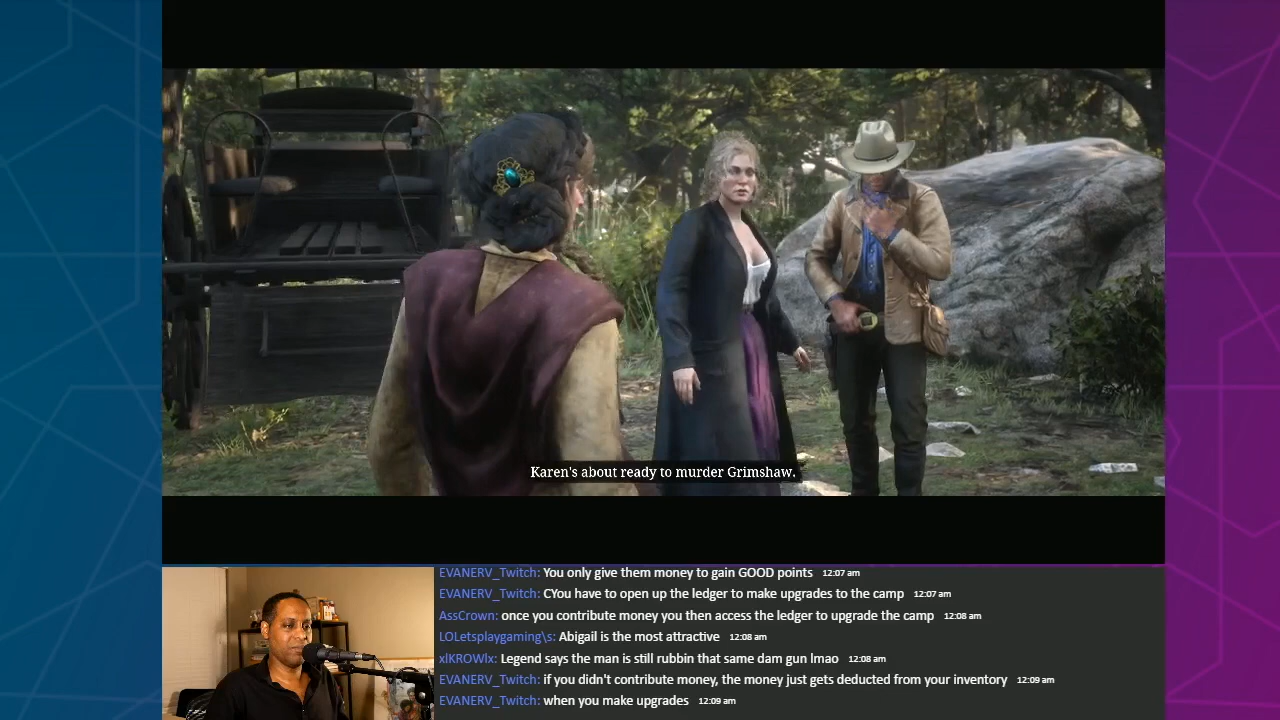 Karen's about ready to murder Grimshaw.
EVANERV_Twitch: You only give them money to gain GOOD points 12:07 am
EVANERV_Twitch: CYou have to open up the ledger to make upgrades to the camp 12:07 am
AssCrown: once you contribute money you then access the ledger to upgrade the camp 12:08 am
LOLetsplaygaming\s: Abigail is the most attractive 12:08 am
xlKROWlx: Legend says the man is still rubbin that same dam gun lmao 12:08 am
EVANERV_Twitch: if you didn't contribute money, the money just gets deducted from your inventory 12:09 am
EVANERV_Twitch: when you make upgrades 12:09 am